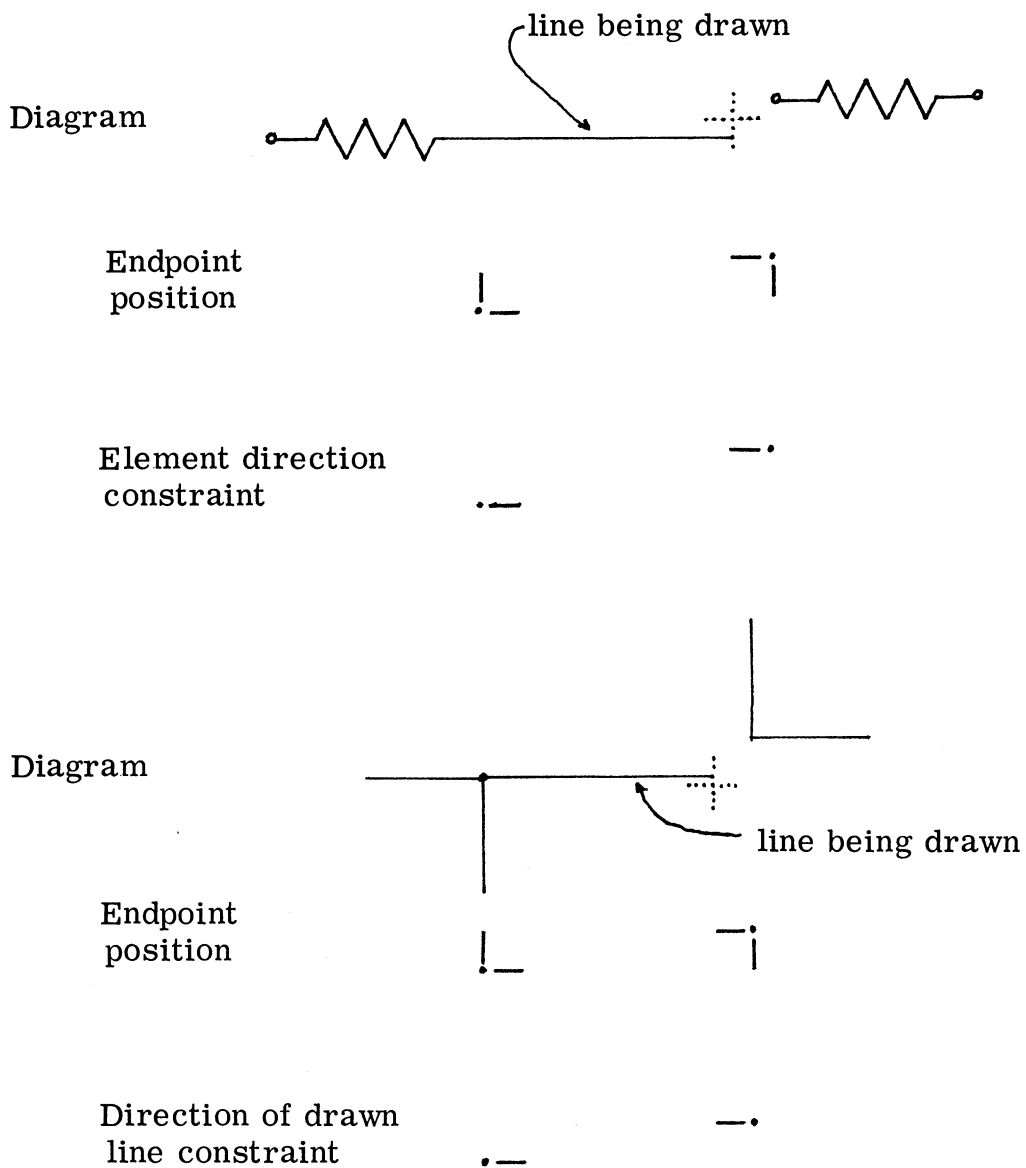 line being drawn
Diagram
Endpoint
position
Element direction
constraint
Diagram
line being drawn
Endpoint
position
Direction of drawn
line constraint